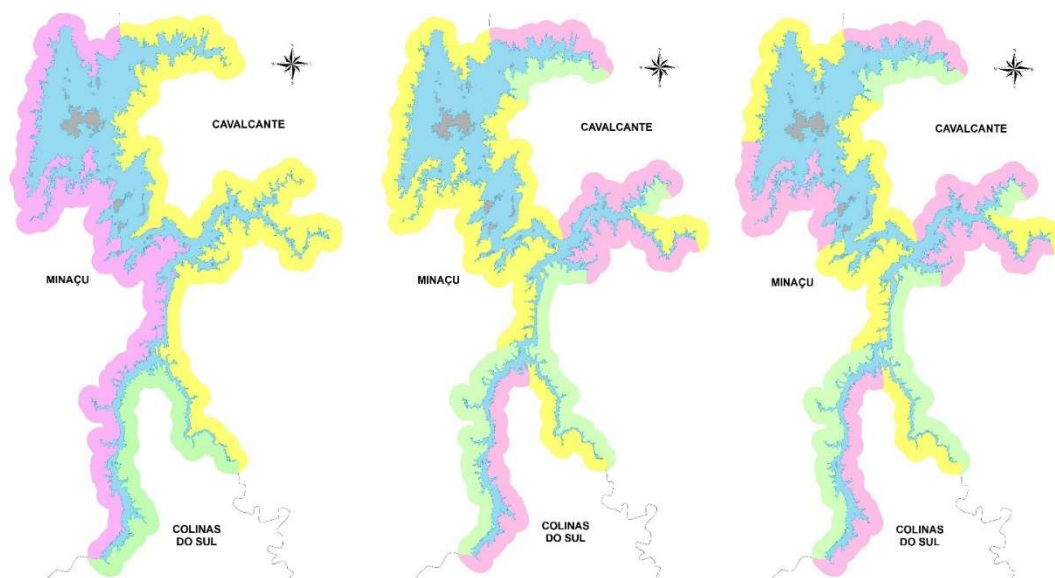 CAVALCANTE
MINAÇU
COLINAS
DO SUL
CAVALCANTE
MINAÇU
COLINAS
DO SUL
CAVALCANTE
MINAÇU
COLINAS
DO SUL